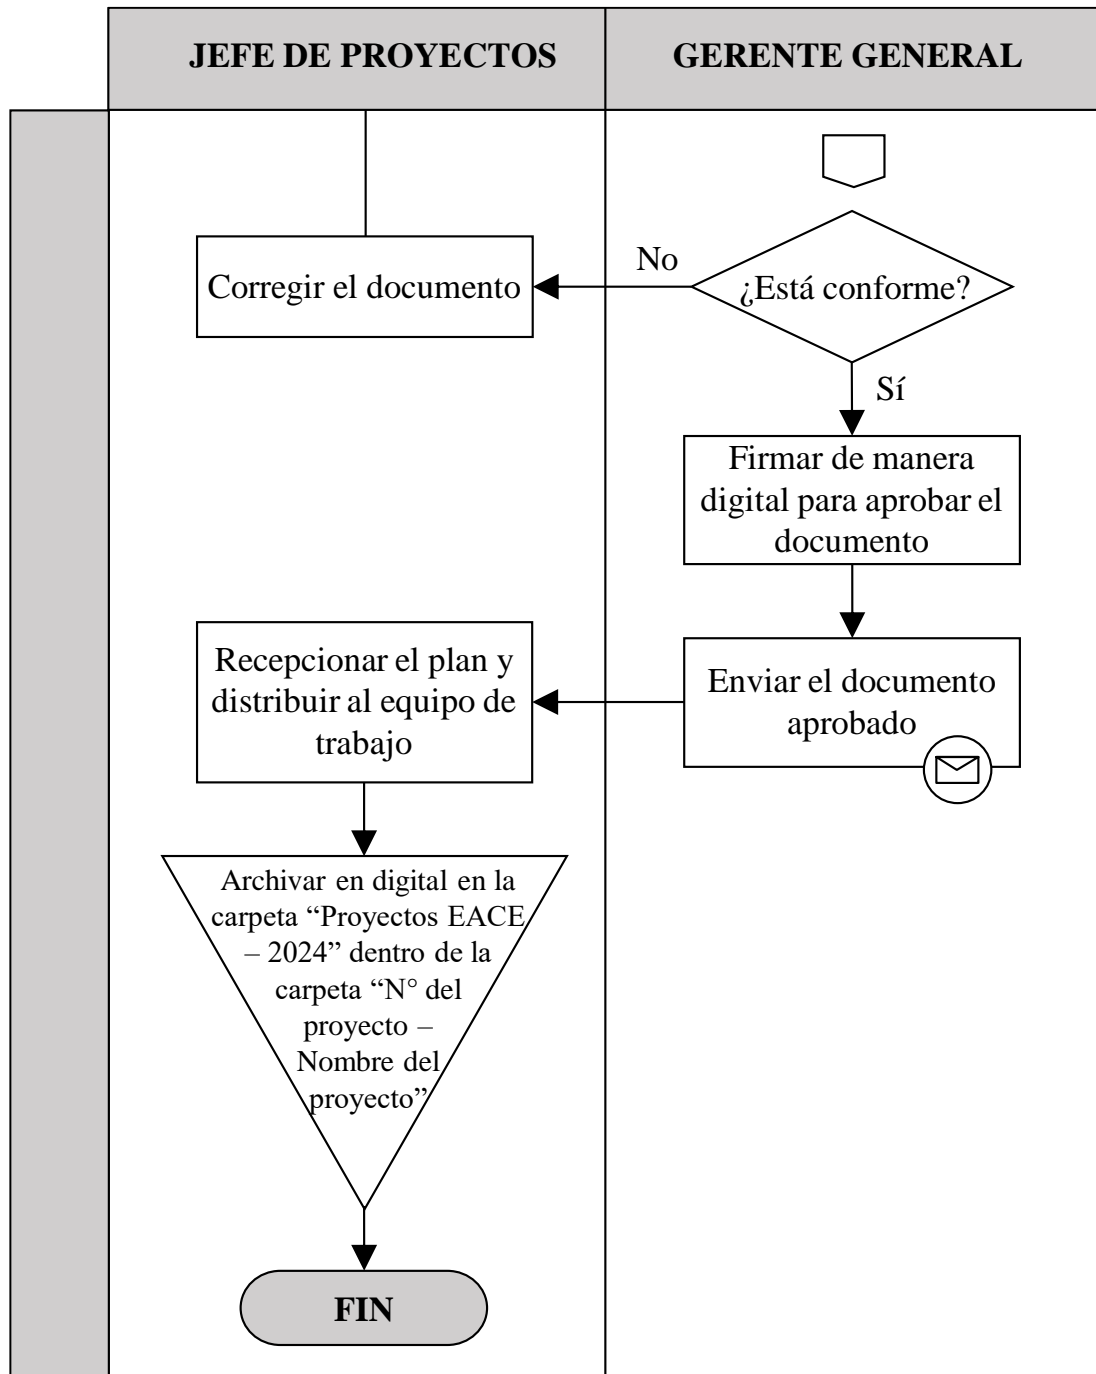 JEFE DE PROYECTOS
GERENTE GENERAL
¿Está conforme?
No
Corregir el documento
Sí
Firmar de manera
digital para aprobar el
documento
Enviar el documento
aprobado
Recepcionar el plan y
distribuir al equipo de
trabajo
Archivar en digital en la
carpeta “Proyectos EACE
– 2024” dentro de la
carpeta “N° del
proyecto –
Nombre del
proyecto”
FIN